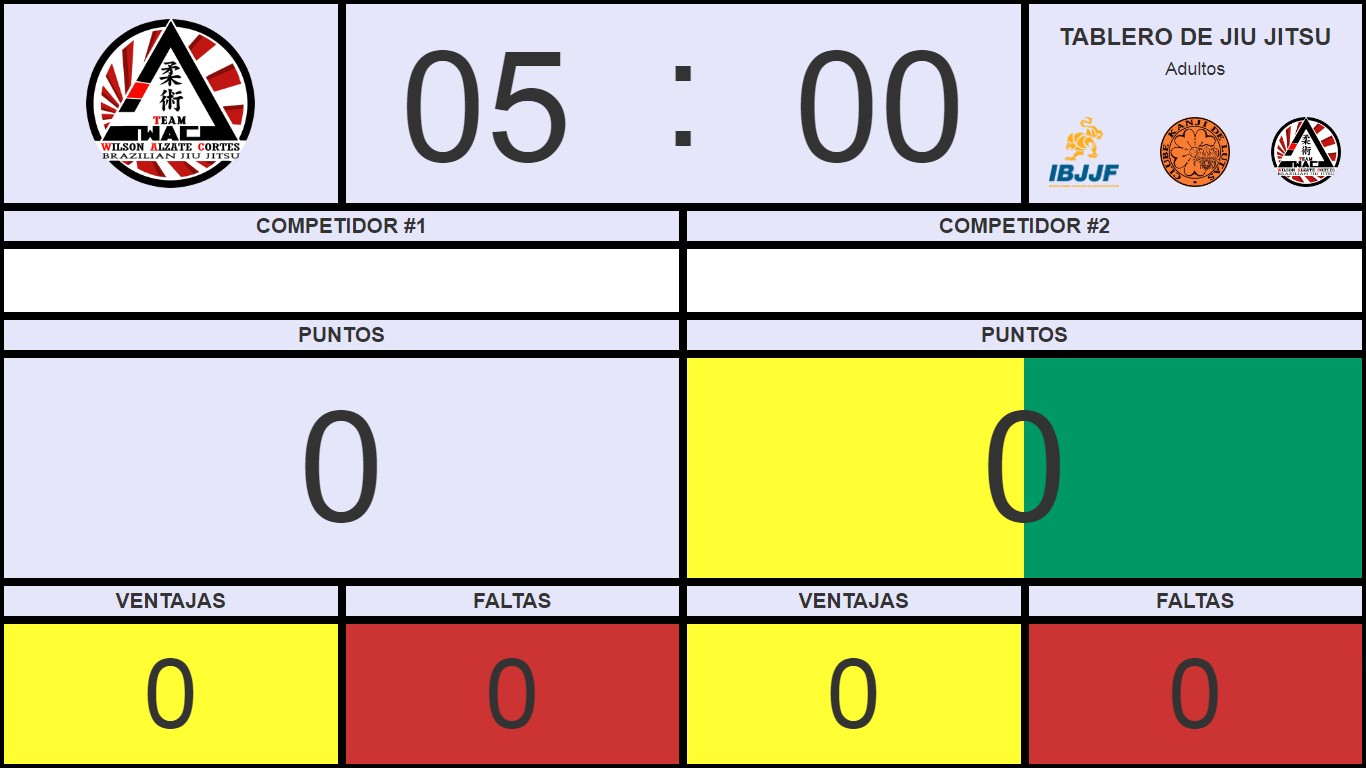 柔
術
TEAM
WAC
WILSON ALZATE CORTES
BRAZILIAN JIU JITSU
05 : 00
TABLERO DE JIU JITSU
Adultos
IBJJF
CLUBE KANJI DE LUTAS
柔
術
TEAM
WAC
WILSON ALZATE CORTES
BRAZILIAN JIU JITSU
COMPETIDOR #1
COMPETIDOR #2
PUNTOS
PUNTOS
0
0
VENTAJAS
FALTAS
VENTAJAS
FALTAS
0
0
0
0